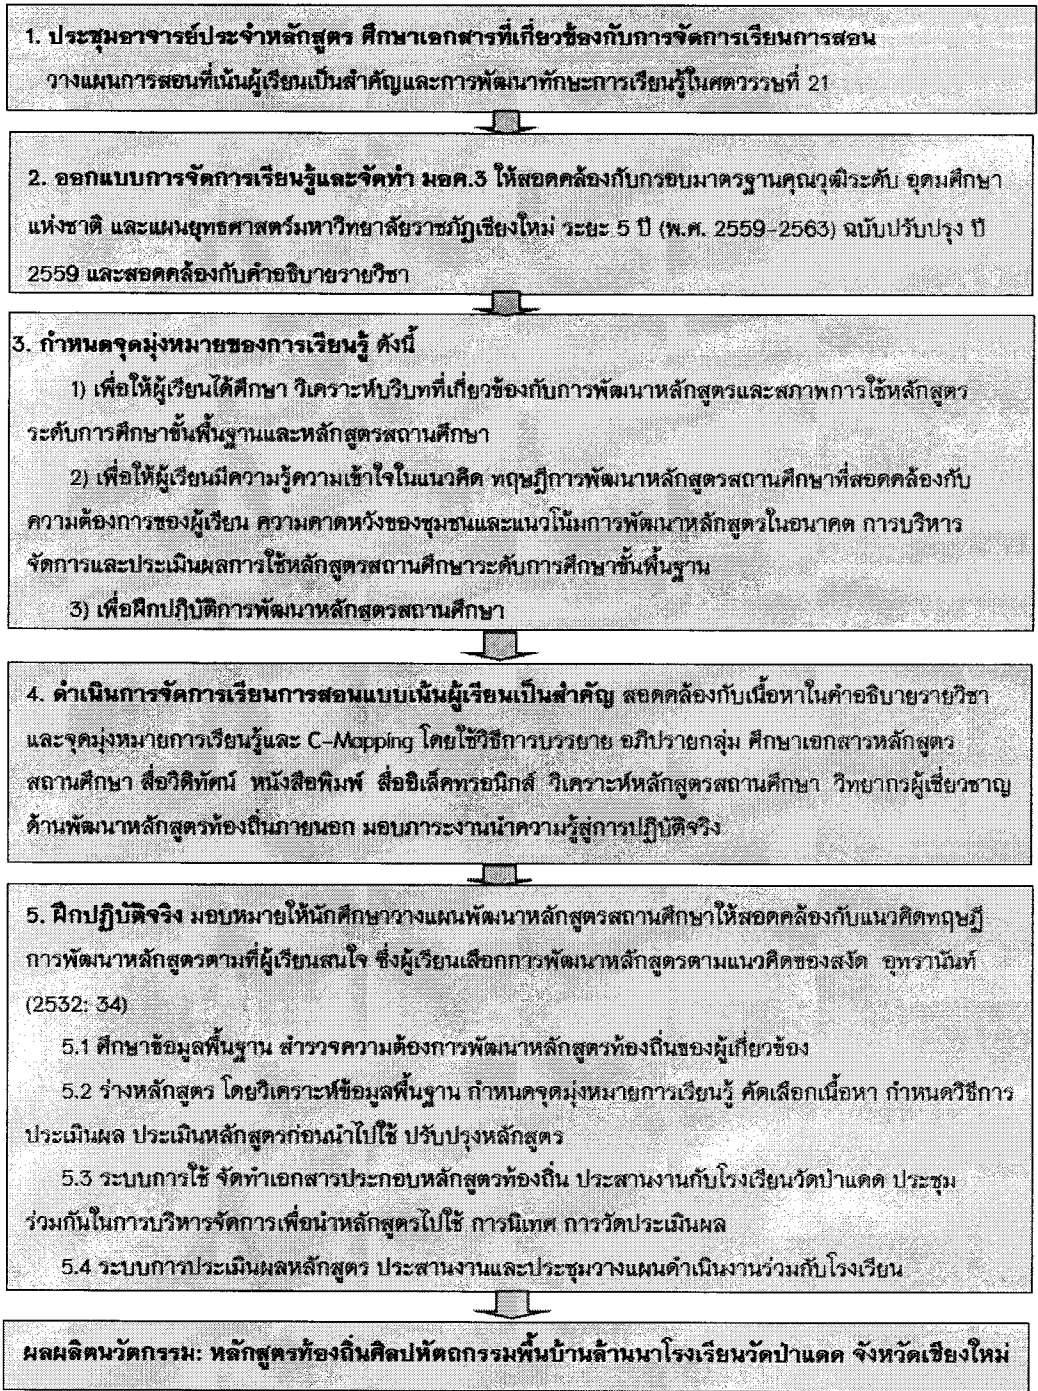 1. ประชุมอาจารย์ประจำหลักสูตร ศึกษาเอกสารที่เกี่ยวข้องกับการจัดการเรียนการสอน
วางแผนการสอนที่เน้นผู้เรียนเป็นสำคัญและการพัฒนาทักษะการเรียนรู้ในศตวรรษที่ 21
2. ออกแบบการจัดการเรียนรู้และจัดทำ มอค.3 ให้สอดคล้องกับกรอบมาตรฐานคุณวุฒิระดับ อุดมศึกษา
แห่งชาติ และแผนยุทธศาสตร์มหาวิทยาลัยราชภัฏเชียงใหม่ ระยะ 5 ปี (พ.ศ. 2559-2563) ฉบับปรับปรุง ปี
2559 และสอดคล้องกับคำอธิบายรายวิชา
3. กำหนดจุดมุ่งหมายของการเรียนรู้ ดังนี้
1) เพื่อให้ผู้เรียนได้ศึกษา วิเคราะห์บริบทที่เกี่ยวข้องกับการพัฒนาหลักสูตรและสภาพการใช้หลักสูตร
ระดับการศึกษาขั้นพื้นฐานและหลักสูตรสถานศึกษา
2) เพื่อให้ผู้เรียนมีความรู้ความเข้าใจในแนวคิด ทฤษฎีการพัฒนาหลักสูตรสถานศึกษาที่สอดคล้องกับ
ความต้องการของผู้เรียน ความคาดหวังของชุมชนและแนวโน้มการพัฒนาหลักสูตรในอนาคต การบริหาร
จัดการและประเมินผลการใช้หลักสูตรสถานศึกษาระดับการศึกษาขั้นพื้นฐาน
3) เพื่อฝึกปฏิบัติการพัฒนาหลักสูตรสถานศึกษา
4. ดำเนินการจัดการเรียนการสอนแบบเน้นผู้เรียนเป็นสำคัญ สอดคล้องกับเนื้อหาในคำอธิบายรายวิชา
และจุดมุ่งหมายการเรียนรู้และ C-Mapping โดยใช้วิธีการบรรยาย อภิปรายกลุ่ม ศึกษาเอกสารหลักสูตร
สถานศึกษา สื่อวิดิทัศน์ หนังสือพิมพ์ สื่ออิเล็คทรอนิกส์ วิเคราะห์หลักสูตรสถานศึกษา วิทยากรผู้เชี่ยวชาญ
ด้านพัฒนาหลักสูตรท้องถิ่นภายนอก มอบภาระงานนำความรู้สู่การปฏิบัติจริง
5. ฝึกปฏิบัติจริง มอบหมายให้นักศึกษาวางแผนพัฒนาหลักสูตรสถานศึกษาให้สอดคล้องกับแนวคิดทฤษฎี
การพัฒนาหลักสูตรตามที่ผู้เรียนสนใจ ซึ่งผู้เรียนเลือกการพัฒนาหลักสูตรตามแนวคิดของสงัด อุทรานันท์
(2532: 34)
5.1 ศึกษาข้อมูลพื้นฐาน สำรวจความต้องการพัฒนาหลักสูตรท้องถิ่นของผู้เกี่ยวข้อง
5.2 ร่างหลักสูตร โดยวิเคราะห์ข้อมูลพื้นฐาน กำหนดจุดมุ่งหมายการเรียนรู้ คัดเลือกเนื้อหา กำหนดวิธีการ
ประเมินผล ประเมินหลักสูตรก่อนนำไปใช้ ปรับปรุงหลักสูตร
5.3 ระบบการใช้ จัดทำเอกสารประกอบหลักสูตรท้องถิ่น ประสานงานกับโรงเรียนวัดป่าแดด ประชุม
ร่วมกันในการบริหารจัดการเพื่อนำหลักสูตรไปใช้ การนิเทศ การวัดประเมินผล
5.4 ระบบการประเมินผลหลักสูตร ประสานงานและประชุมวางแผนดำเนินงานร่วมกับโรงเรียน
ผลผลิตนวัตกรรม: หลักสูตรท้องถิ่นศิลปหัตถกรรมพื้นบ้านล้านนาโรงเรียนวัดป่าแดด จังหวัดเชียงใหม่